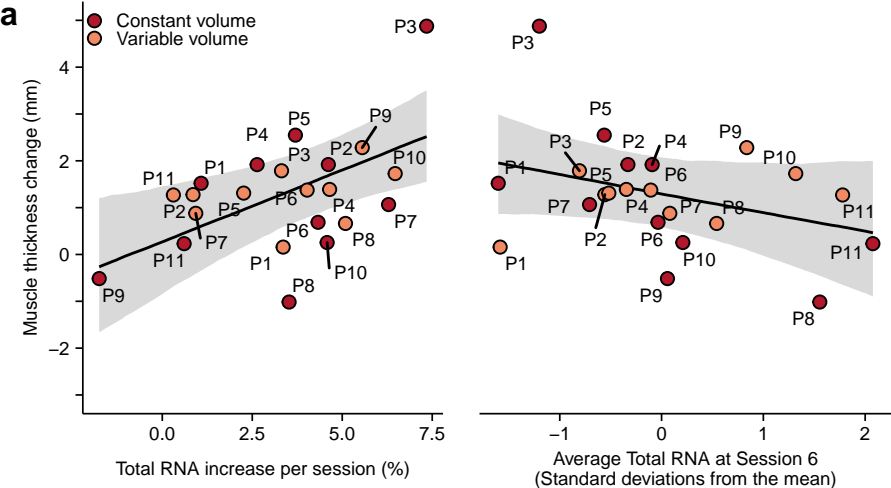 a
Constant volume
Variable volume
Muscle thickness change (mm)
4
2
0
−2
P3
P5
P4
P9
P11
P1
P3
P2
P10
P2
P5
P6
P4
P7
P7
P6
P8
P11
P1
P10
P9
P8
0.0
2.5
5.0
7.5
Total RNA increase per session (%)
P3
P5
P3
P2
P4
P9
P10
P1
P5
P6
P7
P4
P7
P8
P11
P2
P6
P11
P1
P10
P9
P8
−1
0
1
2
Average Total RNA at Session 6
(Standard deviations from the mean)